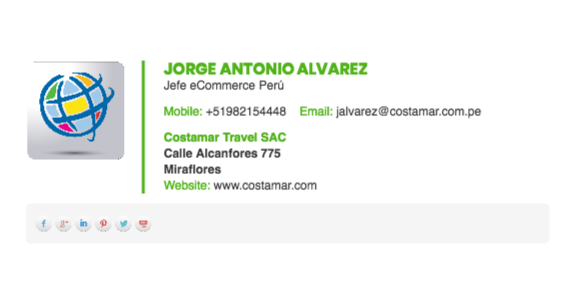 JORGE ANTONIO ALVAREZ
Jefe eCommerce Perú
Mobile: +51982154448 Email: jalvarez@costamar.com.pe
Costamar Travel SAC
Calle Alcanfores 775
Miraflores
Website: www.costamar.com